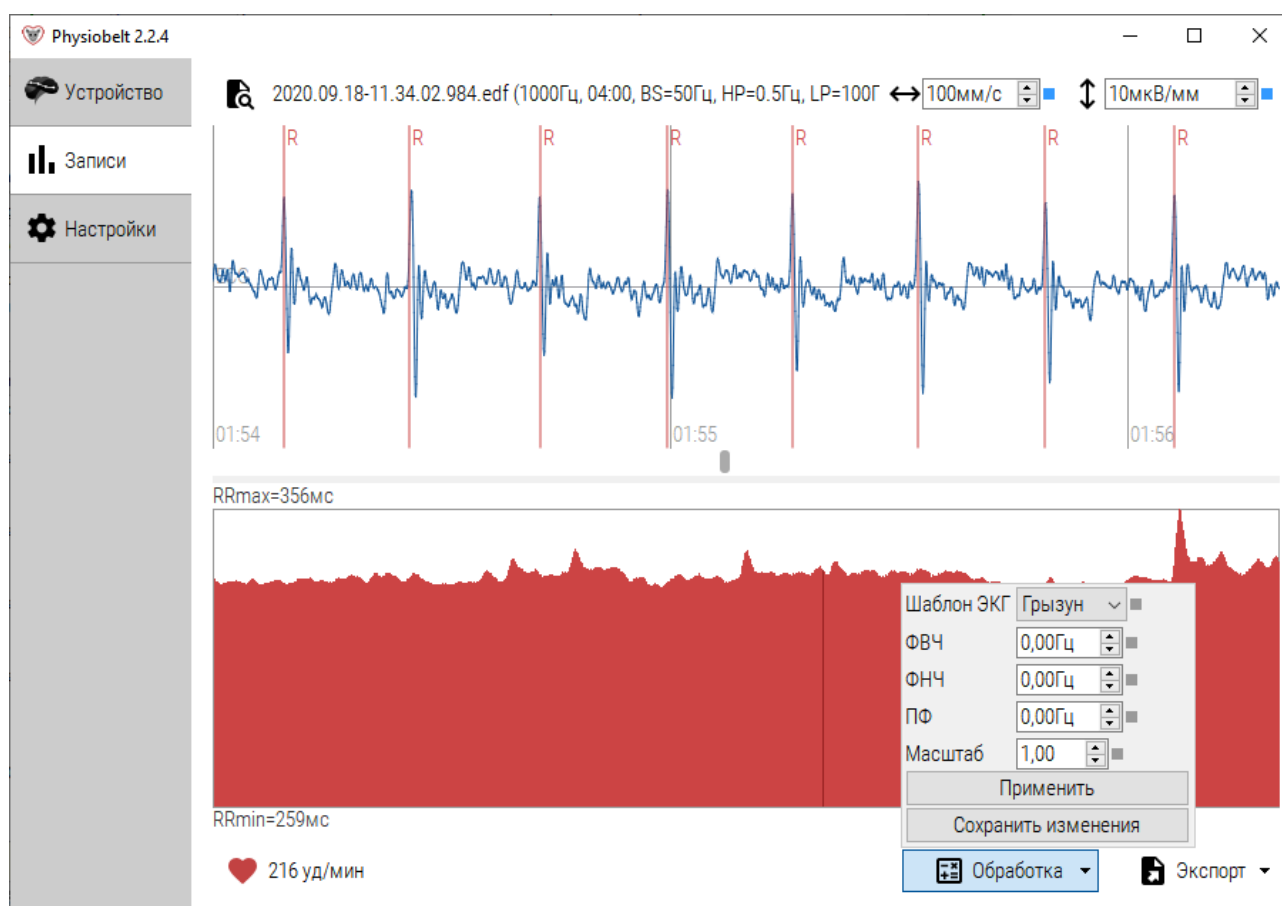 Physiobelt 2.2.4
Устройство
Записи
Настройки
2020.09.18-11.34.02.984.edf (1000Гц, 04:00, BS=50Гц, HP=0.5Гц, LP=100Г
100мм/с
10мкВ/мм
R R R R R R R R
01:54 01:55 01:56
RRmax=356мс
Шаблон ЭКГ Грызун
ФВЧ 0,00Гц
ФНЧ 0,00Гц
ПФ 0,00Гц
Масштаб 1,00
Применить
Сохранить изменения
RRmin=259мс
216 уд/мин
Обработка
Экспорт